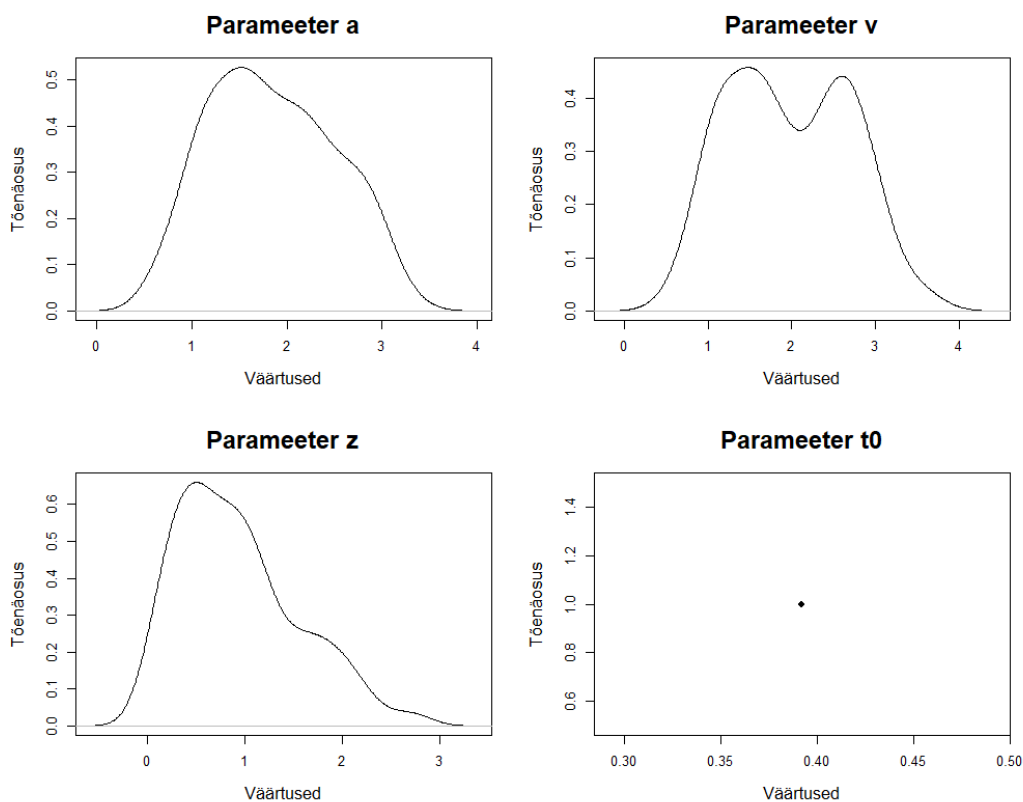 Parameeter a
Tõenäosus
0.0 0.1 0.2 0.3 0.4 0.5
0 1 2 3 4
Väärtused
Parameeter v
Tõenäosus
0.0 0.1 0.2 0.3 0.4
0 1 2 3 4
Väärtused
Parameeter z
Tõenäosus
0.0 0.1 0.2 0.3 0.4 0.5 0.6
0 1 2 3
Väärtused
Parameeter t0
Tõenäosus
0.6 0.8 1.0 1.2 1.4
0.30 0.35 0.40 0.45 0.50
Väärtused